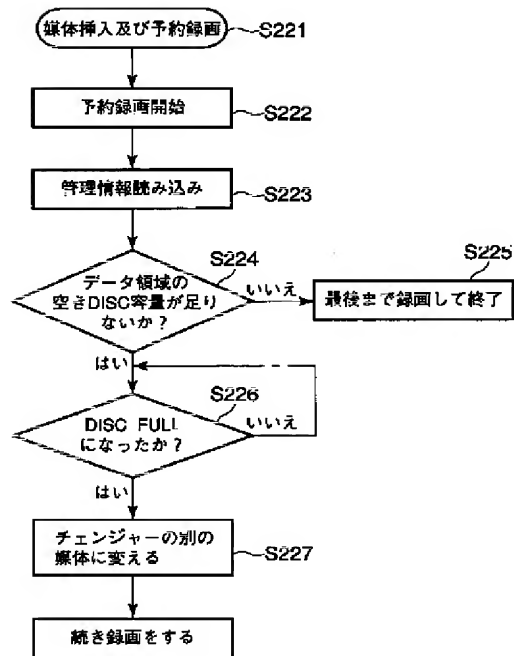 媒体挿入及び予約録画
S221
予約録画開始
S222
管理情報読み込み
S223
S224
データ領域の
空きDISC容量が足り
ないか？
いいえ
S225
最後まで録画して終了
はい
S226
DISC FULL
になったか？
いいえ
はい
チェンジャーの別の
媒体に変える
S227
続き録画をする